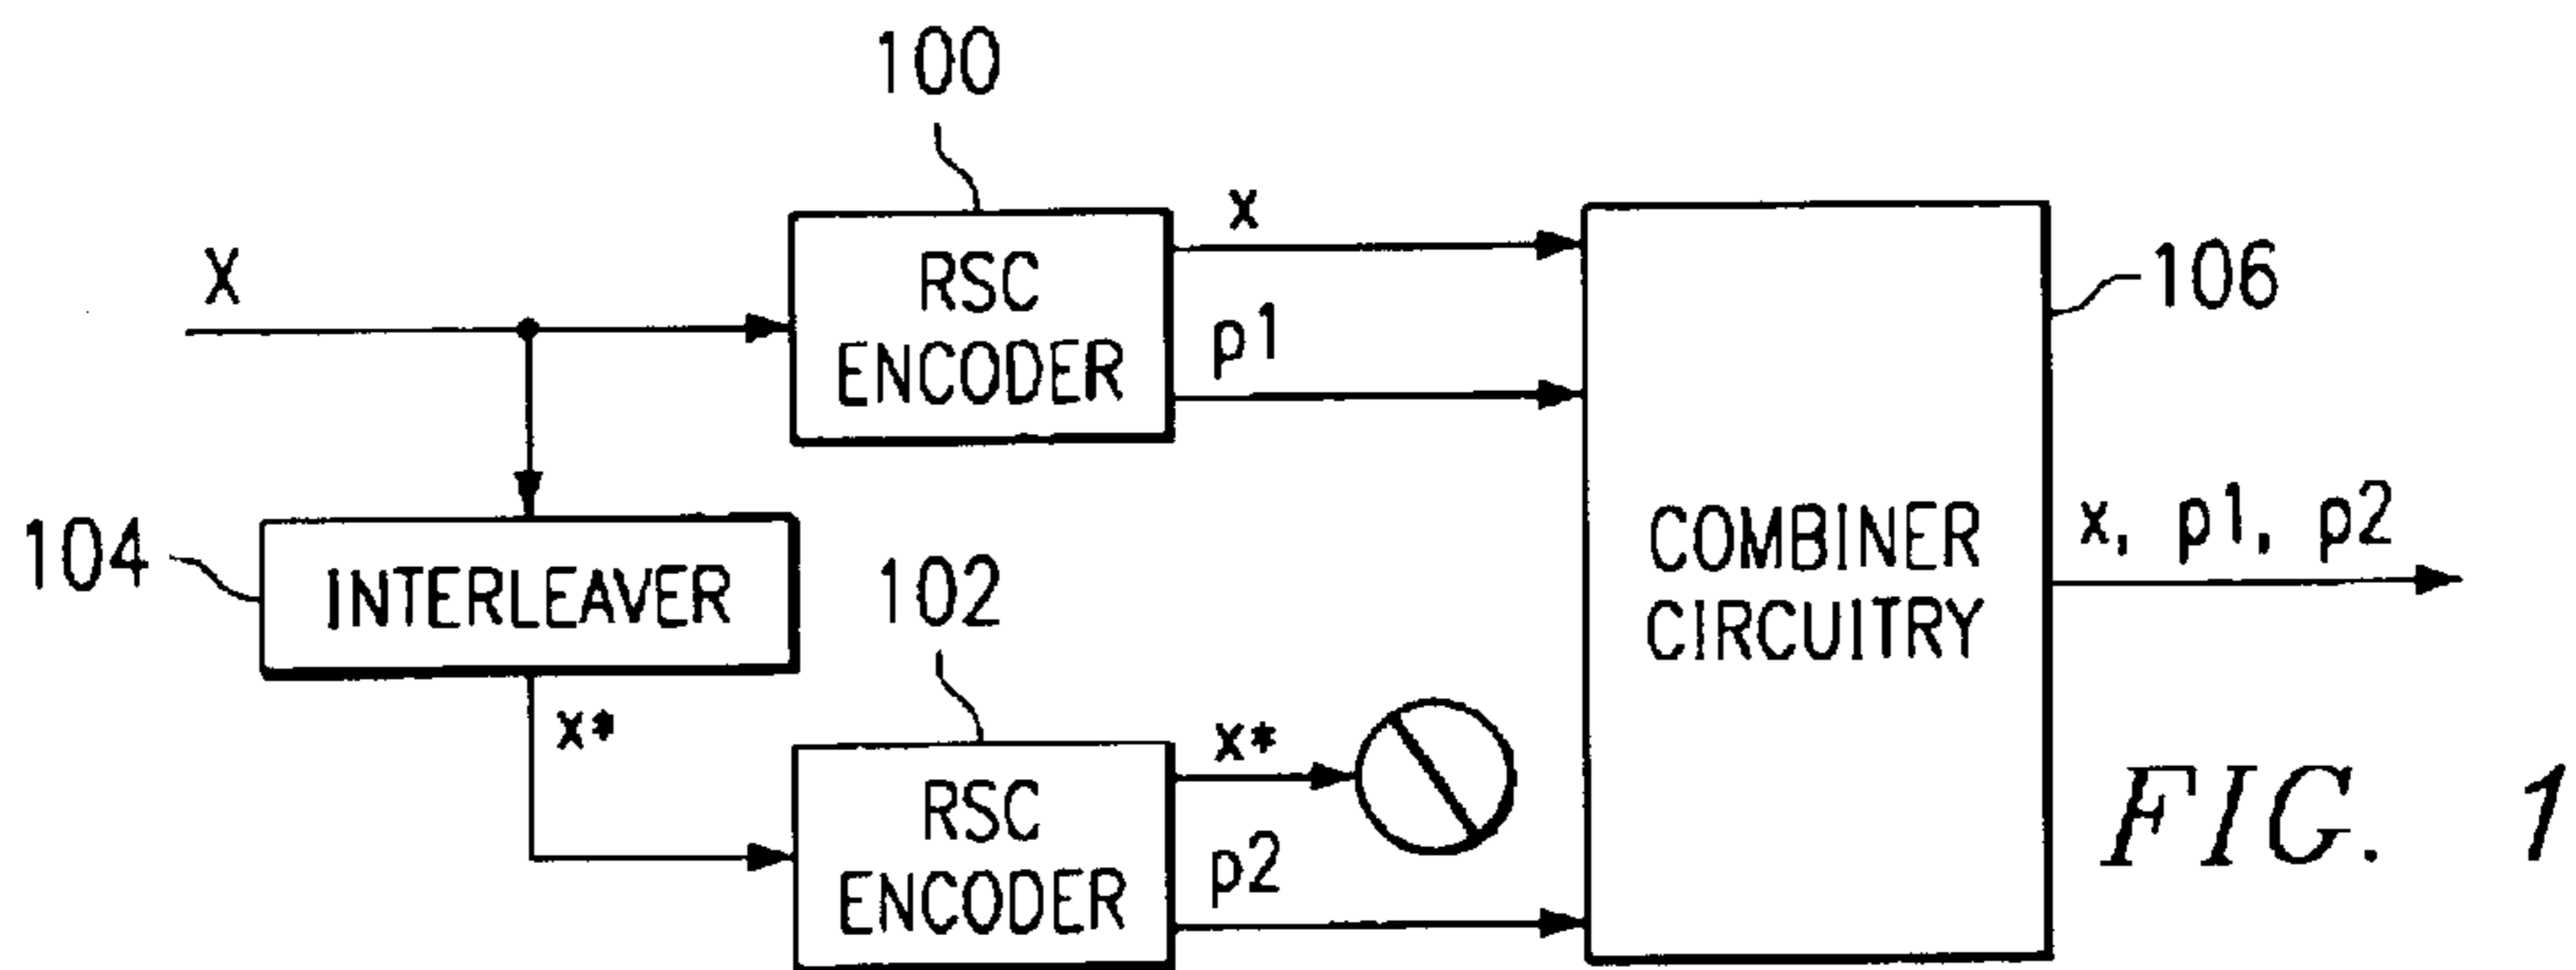 100
X
RSC
ENCODER
x
p1
106
104
INTERLEAVER
x*
102
RSC
ENCODER
x*
p2
COMBINER
CIRCUITRY
x, p1, p2
FIG. 1